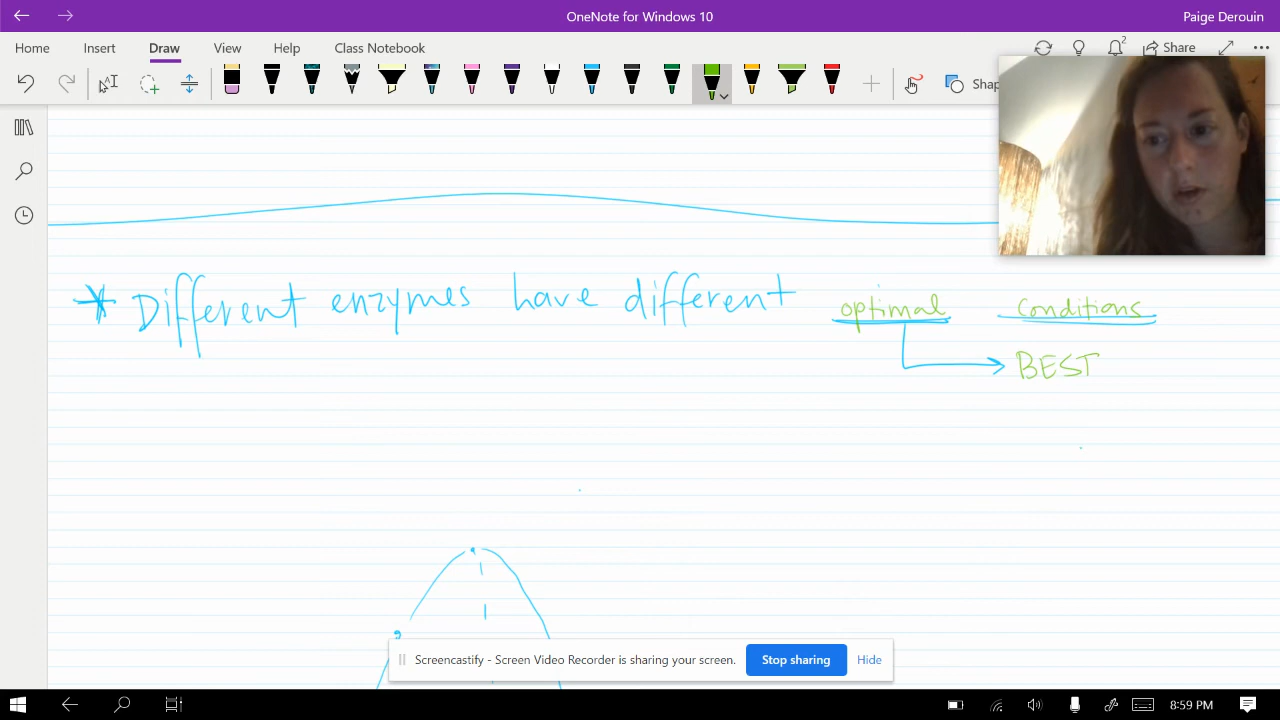 OneNote for Windows 10
Paige Derouin
Home Insert Draw View Help Class Notebook
2 Share
* Different enzymes have different optimal conditions
BEST
Screencastify - Screen Video Recorder is sharing your screen. Stop sharing Hide
8:59 PM